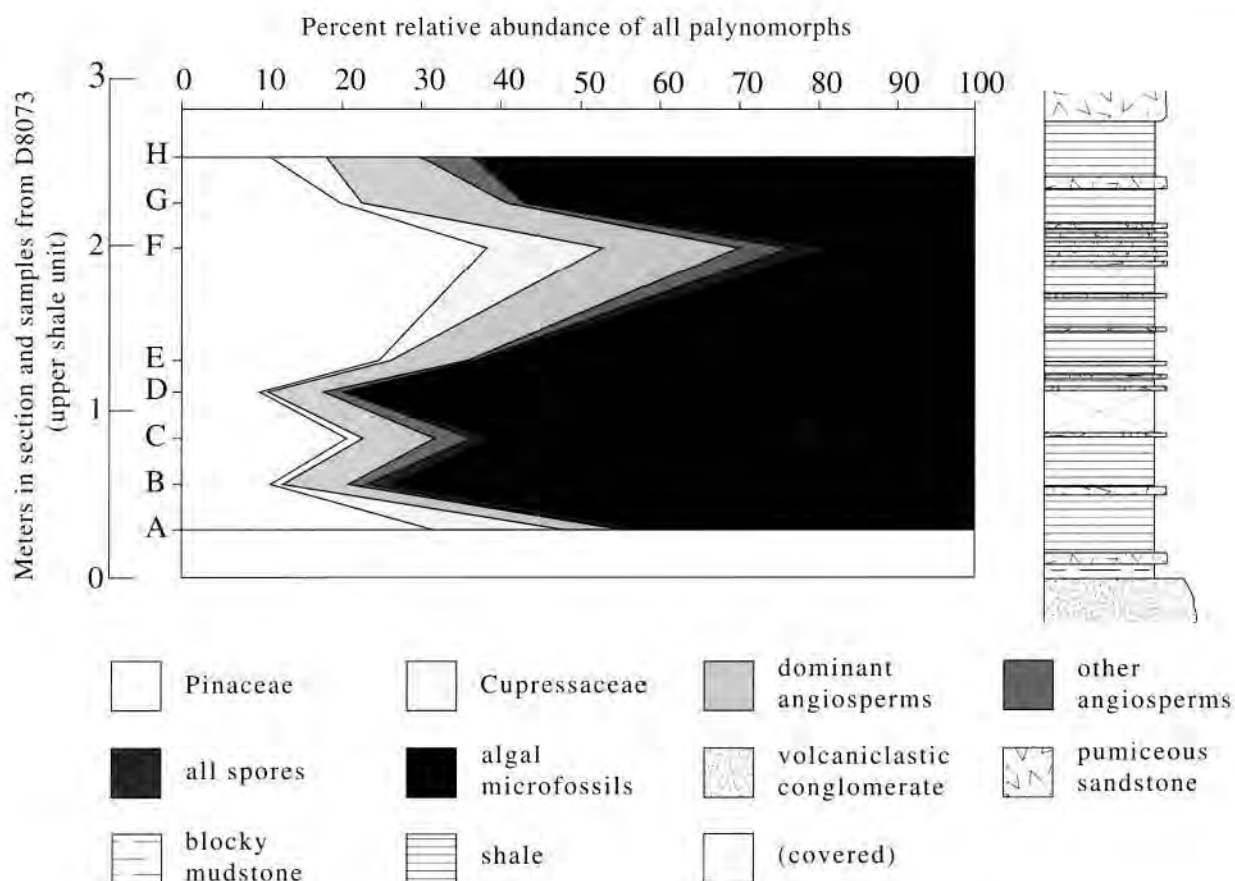 Percent relative abundance of all palynomorphs
0 10 20 30 40 50 60 70 80 90 100
Meters in section and samples from D8073
(upper shale unit)
3
2
1
0
H
G
F
E
D
C
B
A
Pinaceae
Cupressaceae
dominant
angiosperms
other
angiosperms
all spores
algal
microfossils
volcaniclastic
conglomerate
pumiceous
sandstone
blocky
mudstone
shale
(covered)